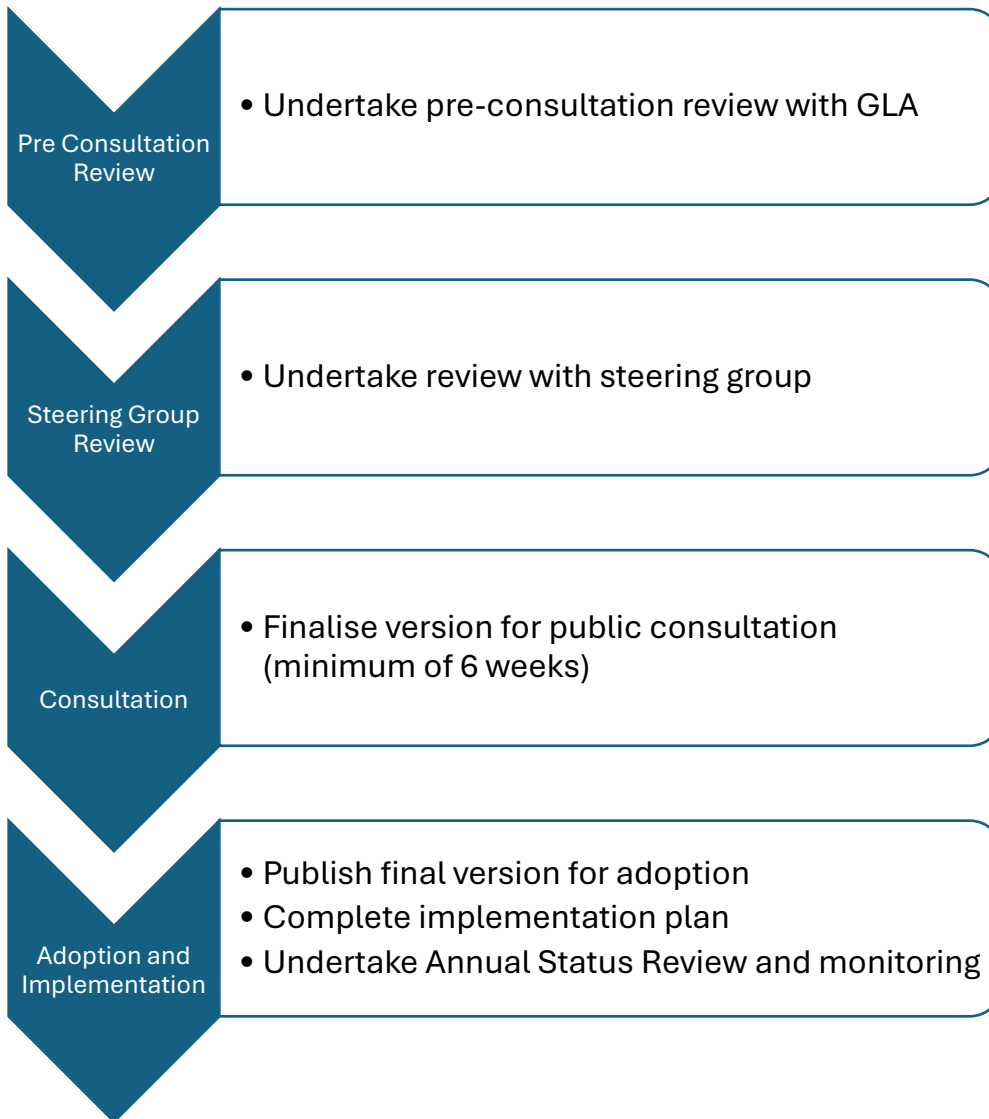 Pre Consultation
Review
• Undertake pre-consultation review with GLA
Steering Group
Review
• Undertake review with steering group
Consultation
• Finalise version for public consultation
(minimum of 6 weeks)
Adoption and
Implementation
• Publish final version for adoption
• Complete implementation plan
• Undertake Annual Status Review and monitoring